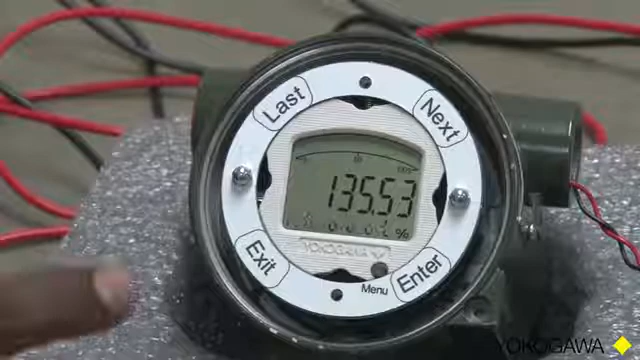 Last
Next
135.53
%
YOKOGAWA
Exit
Enter
Menu
YOKOGAWA